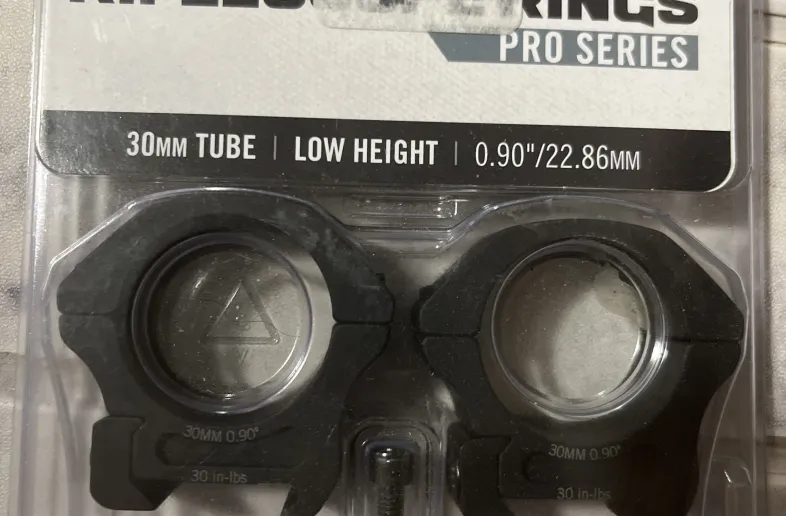 PRO SERIES
30MM TUBE | LOW HEIGHT | 0.90"/22.86MM
30MM 0.90"
30 in-lbs
30MM 0.90"
30 in-lbs